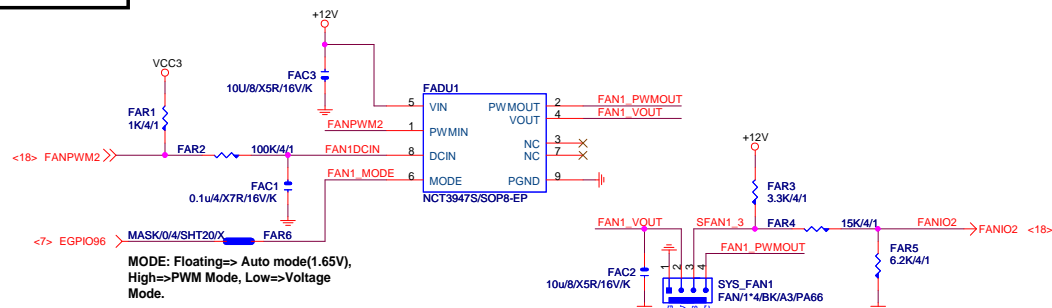 +12V
VCC3
FAC3
10U/8/X5R/16V/K
FADU1
FAR1
1K/4/1
5 VIN PWMOUT 2 FAN1_PWMOUT
VOUT 4 FAN1_VOUT
FANPWM2 1 PWMIN
NC 3
<18> FANPWM2 FAR2 100K/4/1 FAN1DCIN 8 DCIN NC 7
FAN1_MODE 6 MODE PGND 9
FAC1
0.1u/4/X7R/16V/K
NCT3947S/SOP8-EP
+12V
FAR3
3.3K/4/1
<7> EGPIO96 MASK/0/4/SHT20/X FAR6
FAN1_VOUT SFAN1_3 FAR4 15K/4/1 FANIO2 FANIO2 <18>
MODE: Floating=> Auto mode(1.65V),
High=>PWM Mode, Low=>Voltage
Mode.
FAN1_PWMOUT
FAR5
6.2K/4/1
FAC2
10u/8/X5R/16V/K
1 2 3 4
SYS_FAN1
FAN/1*4/BK/A3/PA66